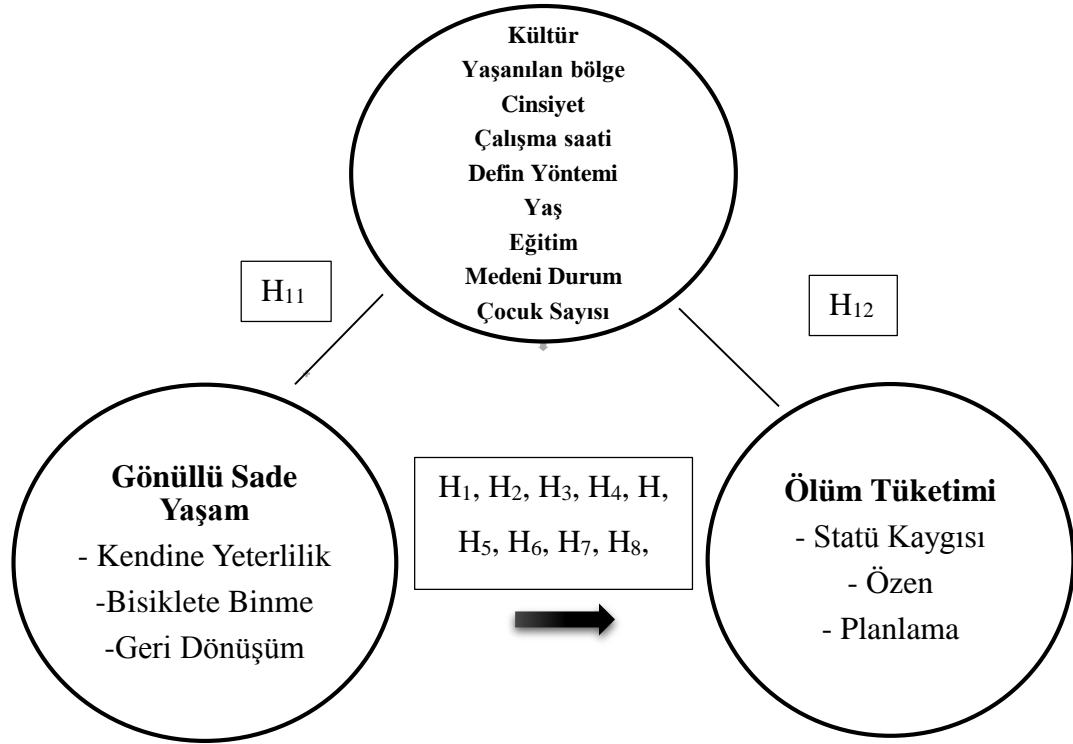 Kültür
Yaşanılan bölge
Cinsiyet
Çalışma saati
Defin Yöntemi
Yaş
Eğitim
Medeni Durum
Çocuk Sayısı
H₁₁
H₁₂
Gönüllü Sade
Yaşam
- Kendine Yeterlilik
-Bisiklete Binme
-Geri Dönüşüm
H₁, H₂, H₃, H₄, H,
H₅, H₆, H₇, H₈,
Ölüm Tüketimi
- Statü Kaygısı
- Özen
- Planlama